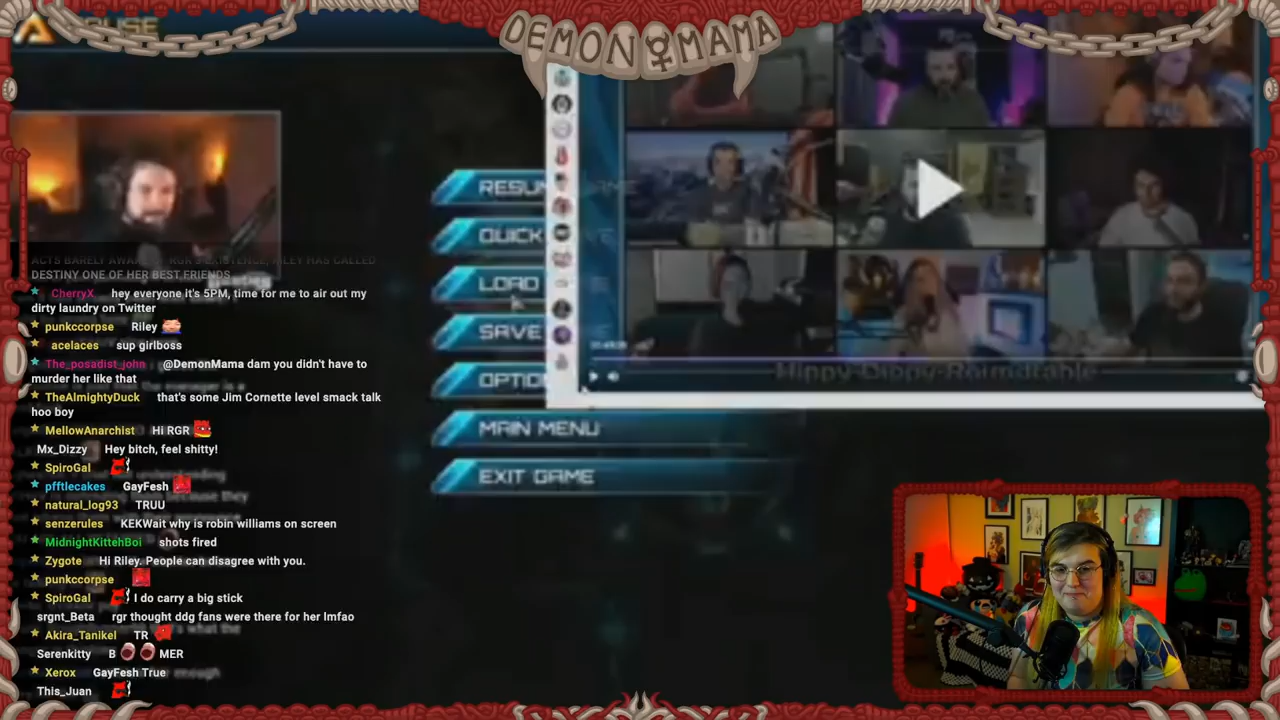 DEMON MAMA
RESUM
QUICK
LOAD
SAVE
OPTIO
MAIN MENU
EXIT GAME
Hippy Dippy Roundtable
ACTS BARELY AWARE OF RGR'S EXISTENCE, RILEY HAS CALLED
DESTINY ONE OF HER BEST FRIENDS
CherryX hey everyone it's 5PM, time for me to air out my
dirty laundry on Twitter
punkccorpse Riley
acelaces sup girlboss
The_posadist_john @DemonMama dam you didn't have to
murder her like that
TheAlmightyDuck that's some Jim Cornette level smack talk
hoo boy
MellowAnarchist Hi RGR
Mx_Dizzy Hey bitch, feel shitty!
SpiroGal
pfftlecakes GayFesh
natural_log93 TRUU
senzerules KEKWait why is robin williams on screen
MidnightKittehBoi shots fired
Zygote Hi Riley. People can disagree with you.
punkccorpse
SpiroGal I do carry a big stick
srgnt_Beta rgr thought ddg fans were there for her lmfao
Akira_Tanikel TR
Serenkitty B MER
Xerox GayFesh True
This_Juan